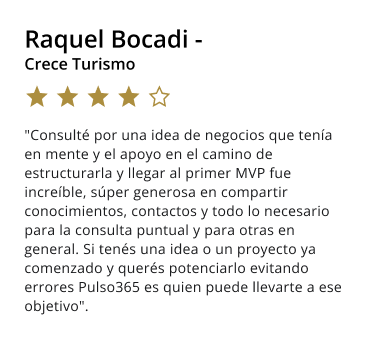 Raquel Bocadi -
Crece Turismo
"Consulté por una idea de negocios que tenía
en mente y el apoyo en el camino de
estructurarla y llegar al primer MVP fue
increíble, súper generosa en compartir
conocimientos, contactos y todo lo necesario
para la consulta puntual y para otras en
general. Si tenés una idea o un proyecto ya
comenzado y querés potenciarlo evitando
errores Pulso365 es quien puede llevarte a ese
objetivo".